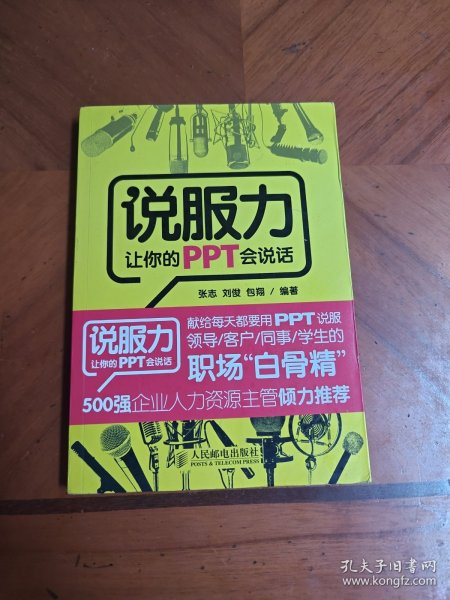 说服力
让你的PPT会说话
张志 刘俊 包翔 / 编著
献给每天都要用PPT说服
领导/客户/同事/学生的
职场“白骨精”
说服力
让你的PPT会说话
500强企业人力资源主管倾力推荐
人民邮电出版社
POSTS & TELECOM PRESS
孔夫子旧书网
www.kongfz.com